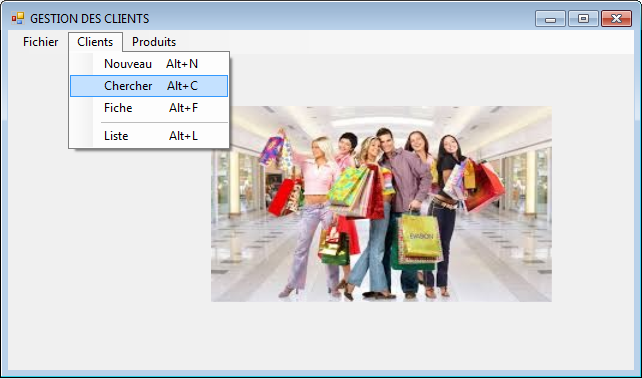 GESTION DES CLIENTS
Fichier Clients Produits
Nouveau Alt+N
Chercher Alt+C
Fiche Alt+F
Liste Alt+L